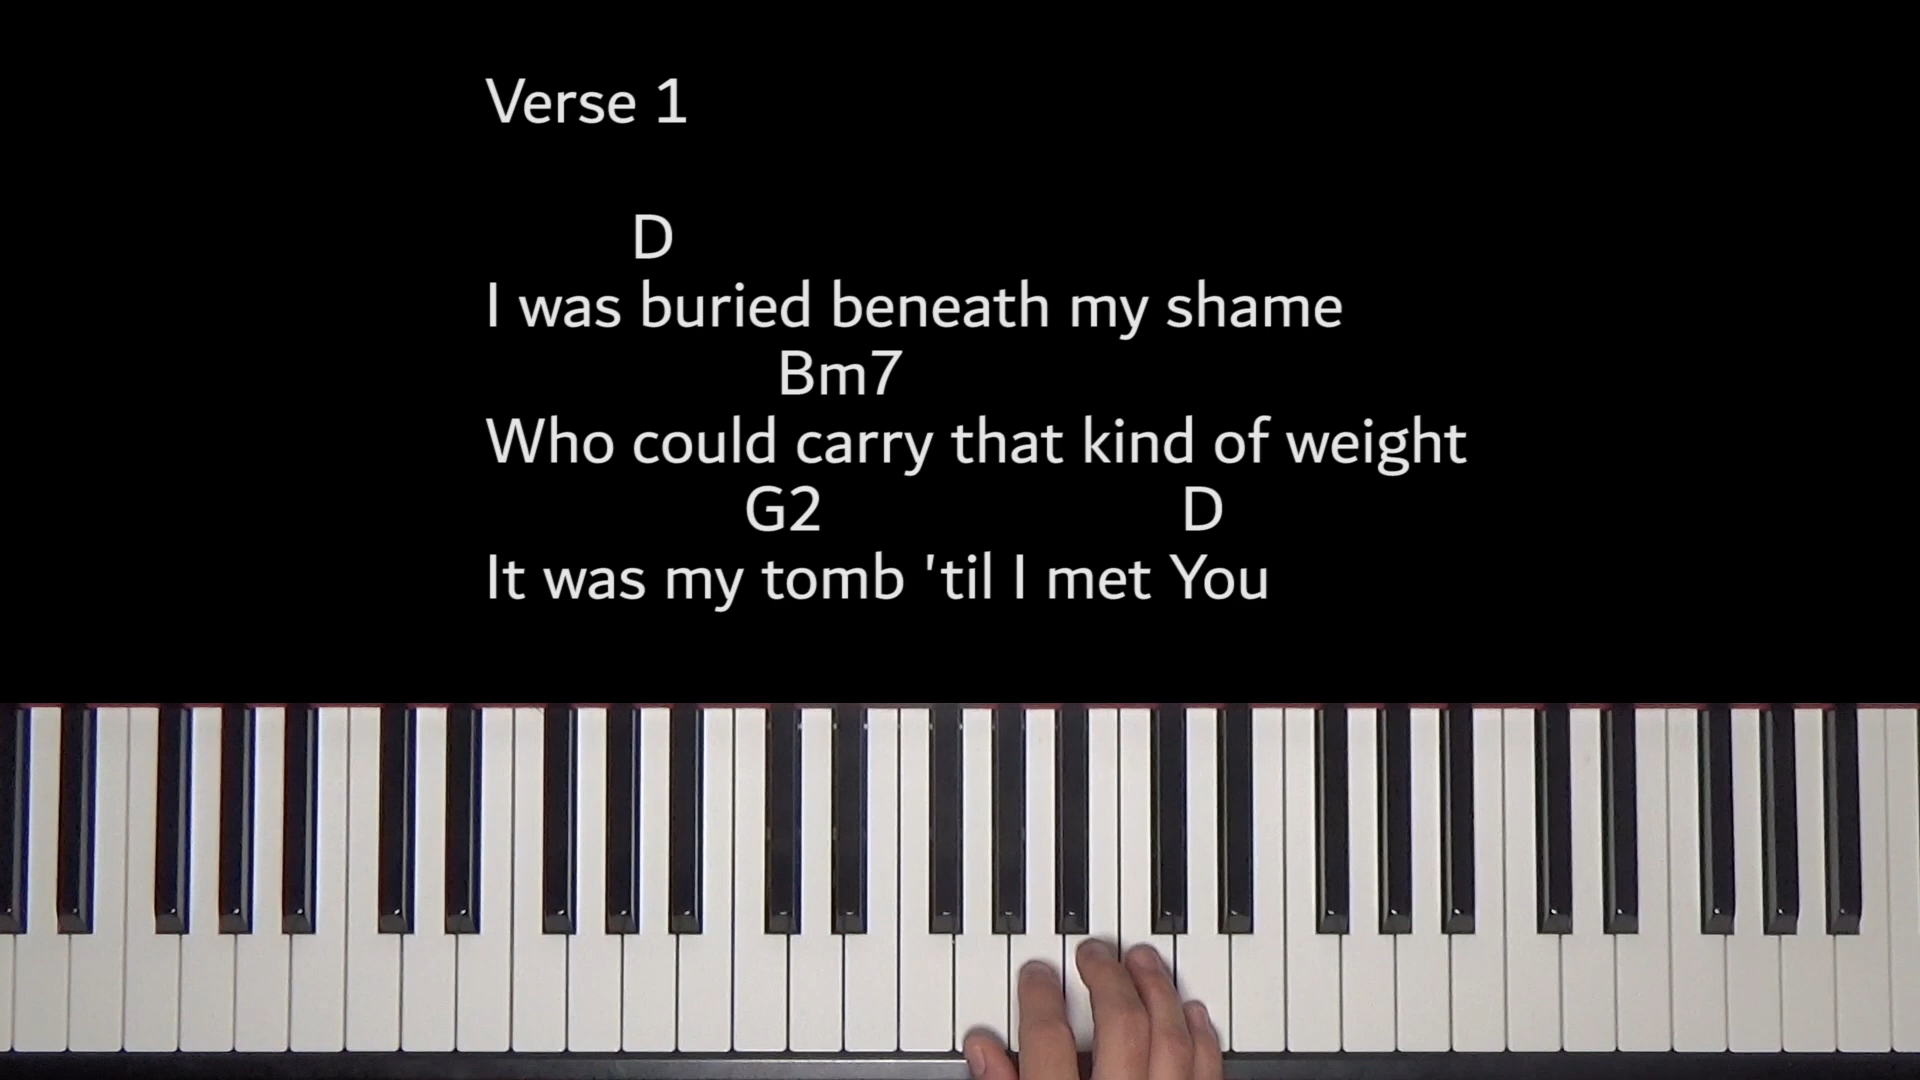 Verse 1
D
I was buried beneath my shame
Bm7
Who could carry that kind of weight
G2 D
It was my tomb 'til I met You